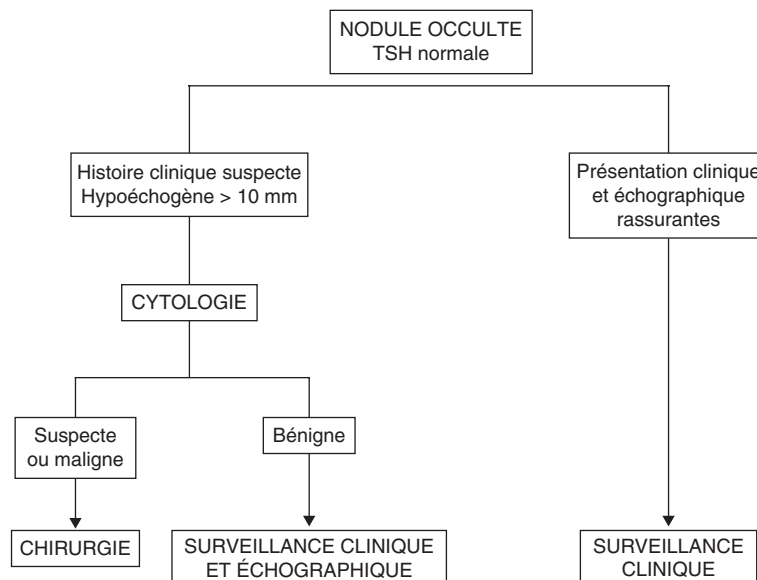 NODULE OCCULTE
TSH normale
Histoire clinique suspecte
Hypoéchogène > 10 mm
Présentation clinique
et échographique
rassurantes
CYTOLOGIE
Suspecte
ou maligne
Bénigne
CHIRURGIE
SURVEILLANCE CLINIQUE
ET ÉCHOGRAPHIQUE
SURVEILLANCE
CLINIQUE